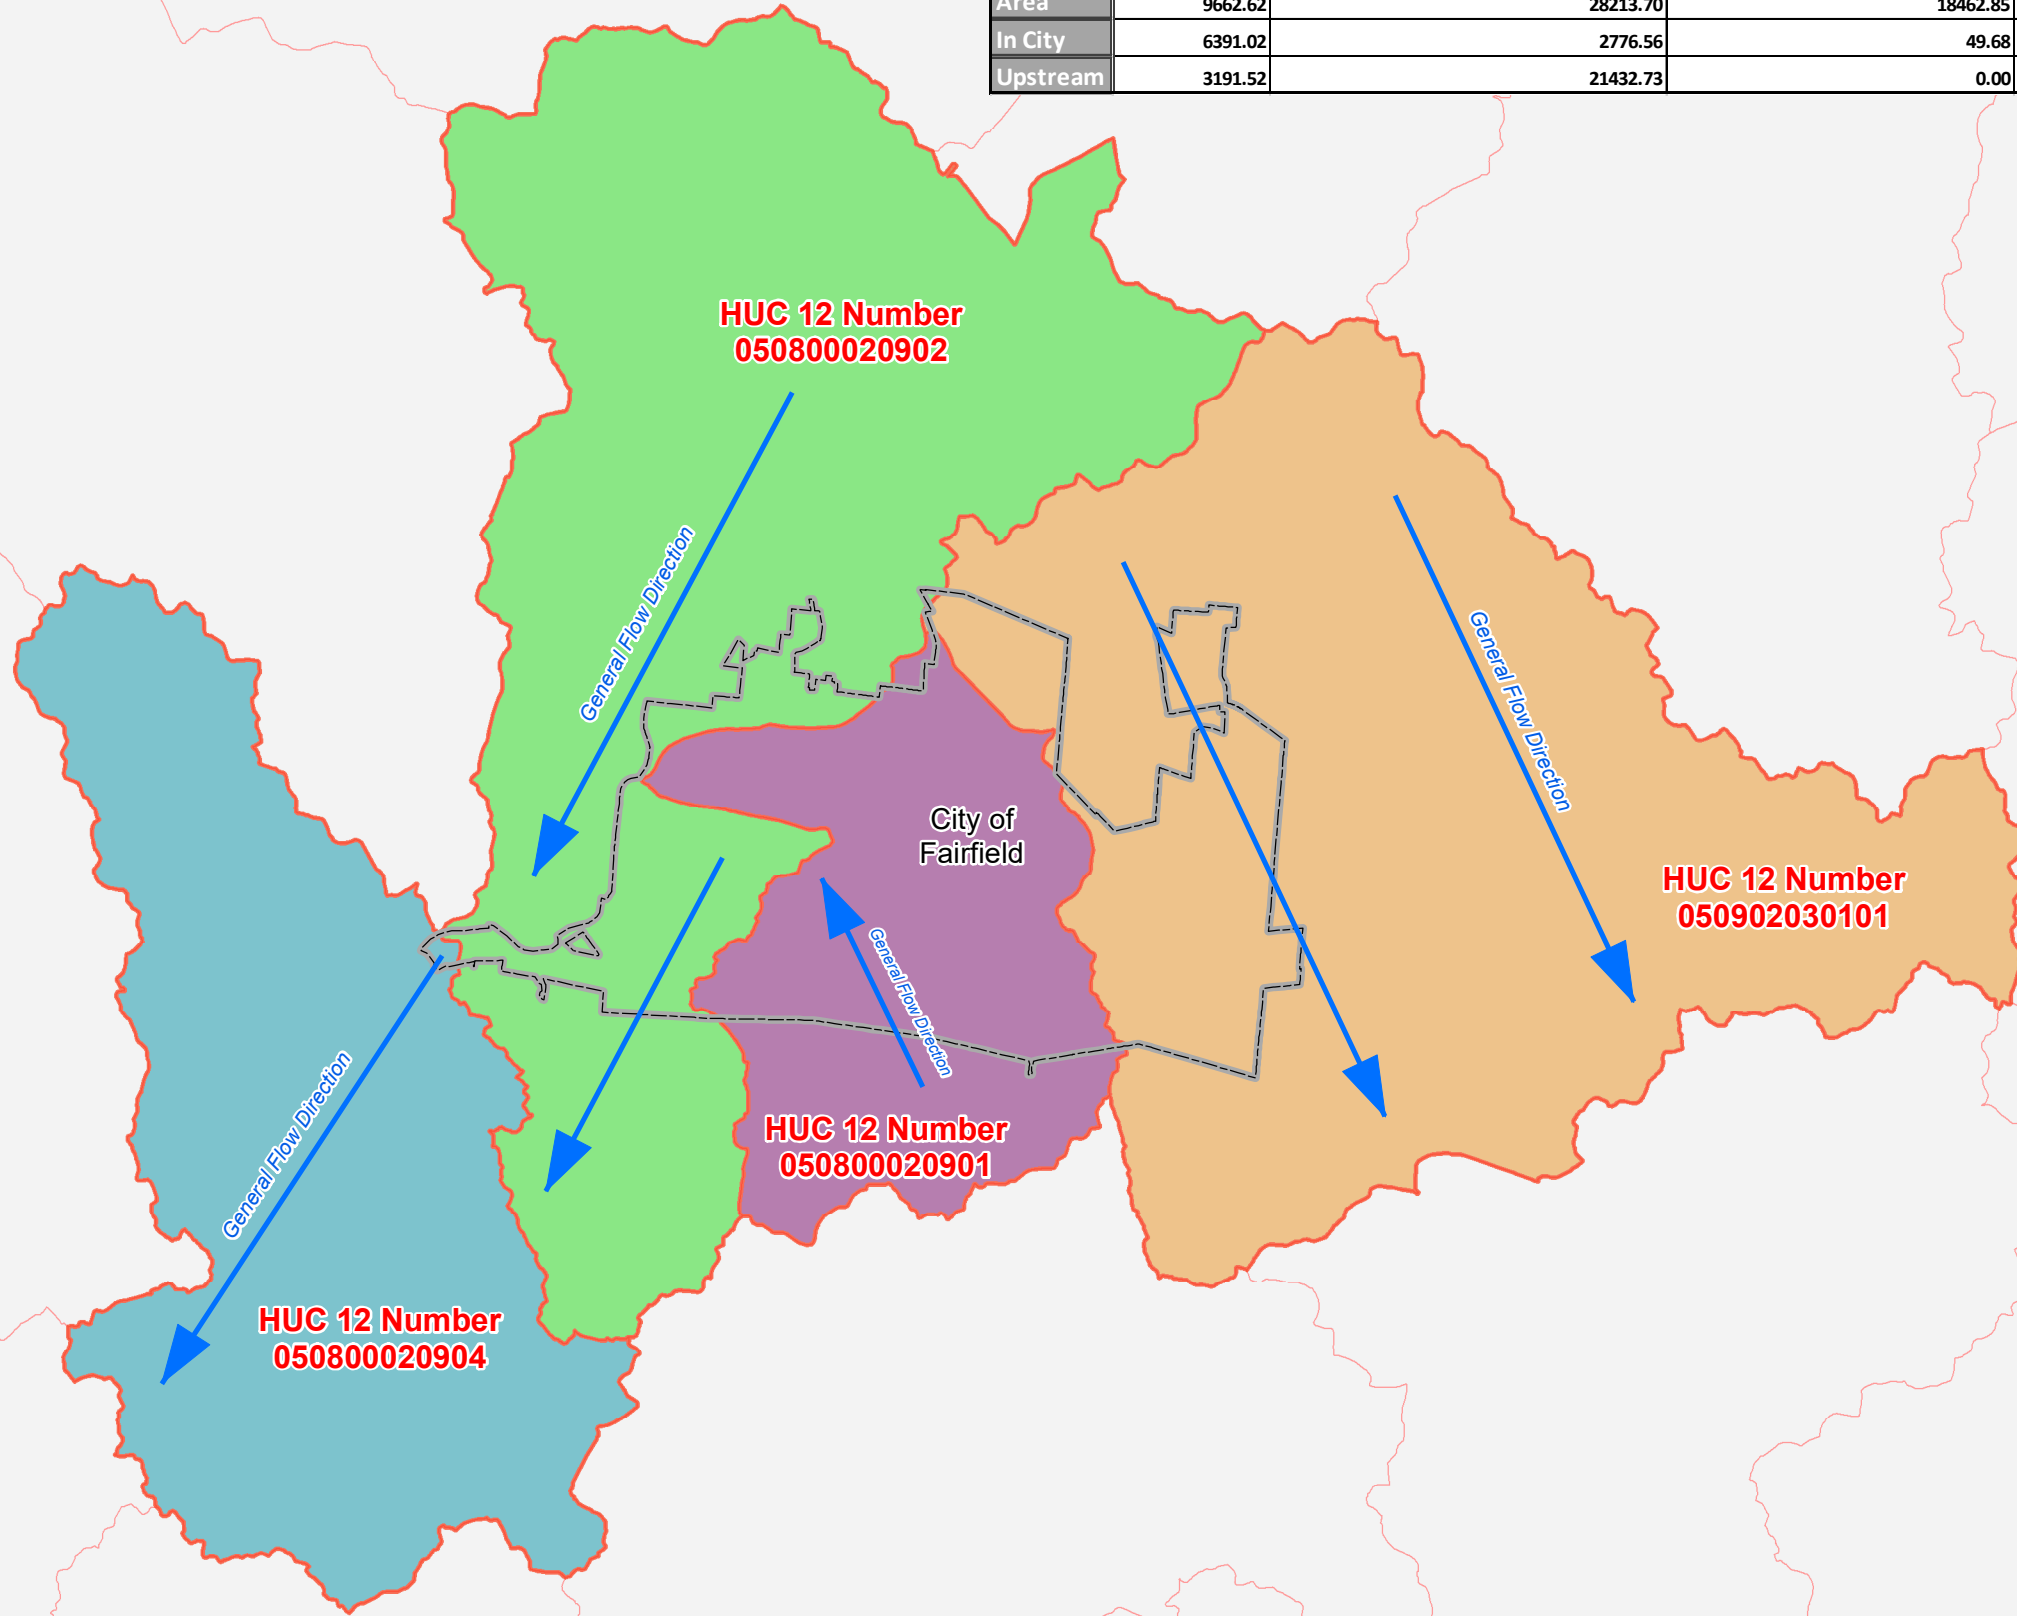 Area 9662.62 28213.70 18462.85
In City 6391.02 2776.56 49.68
Upstream 3191.52 21432.73 0.00
HUC 12 Number
050800020902
General Flow Direction
General Flow Direction
City of
Fairfield
HUC 12 Number
050902030101
General Flow Direction
General Flow Direction
HUC 12 Number
050800020901
HUC 12 Number
050800020904